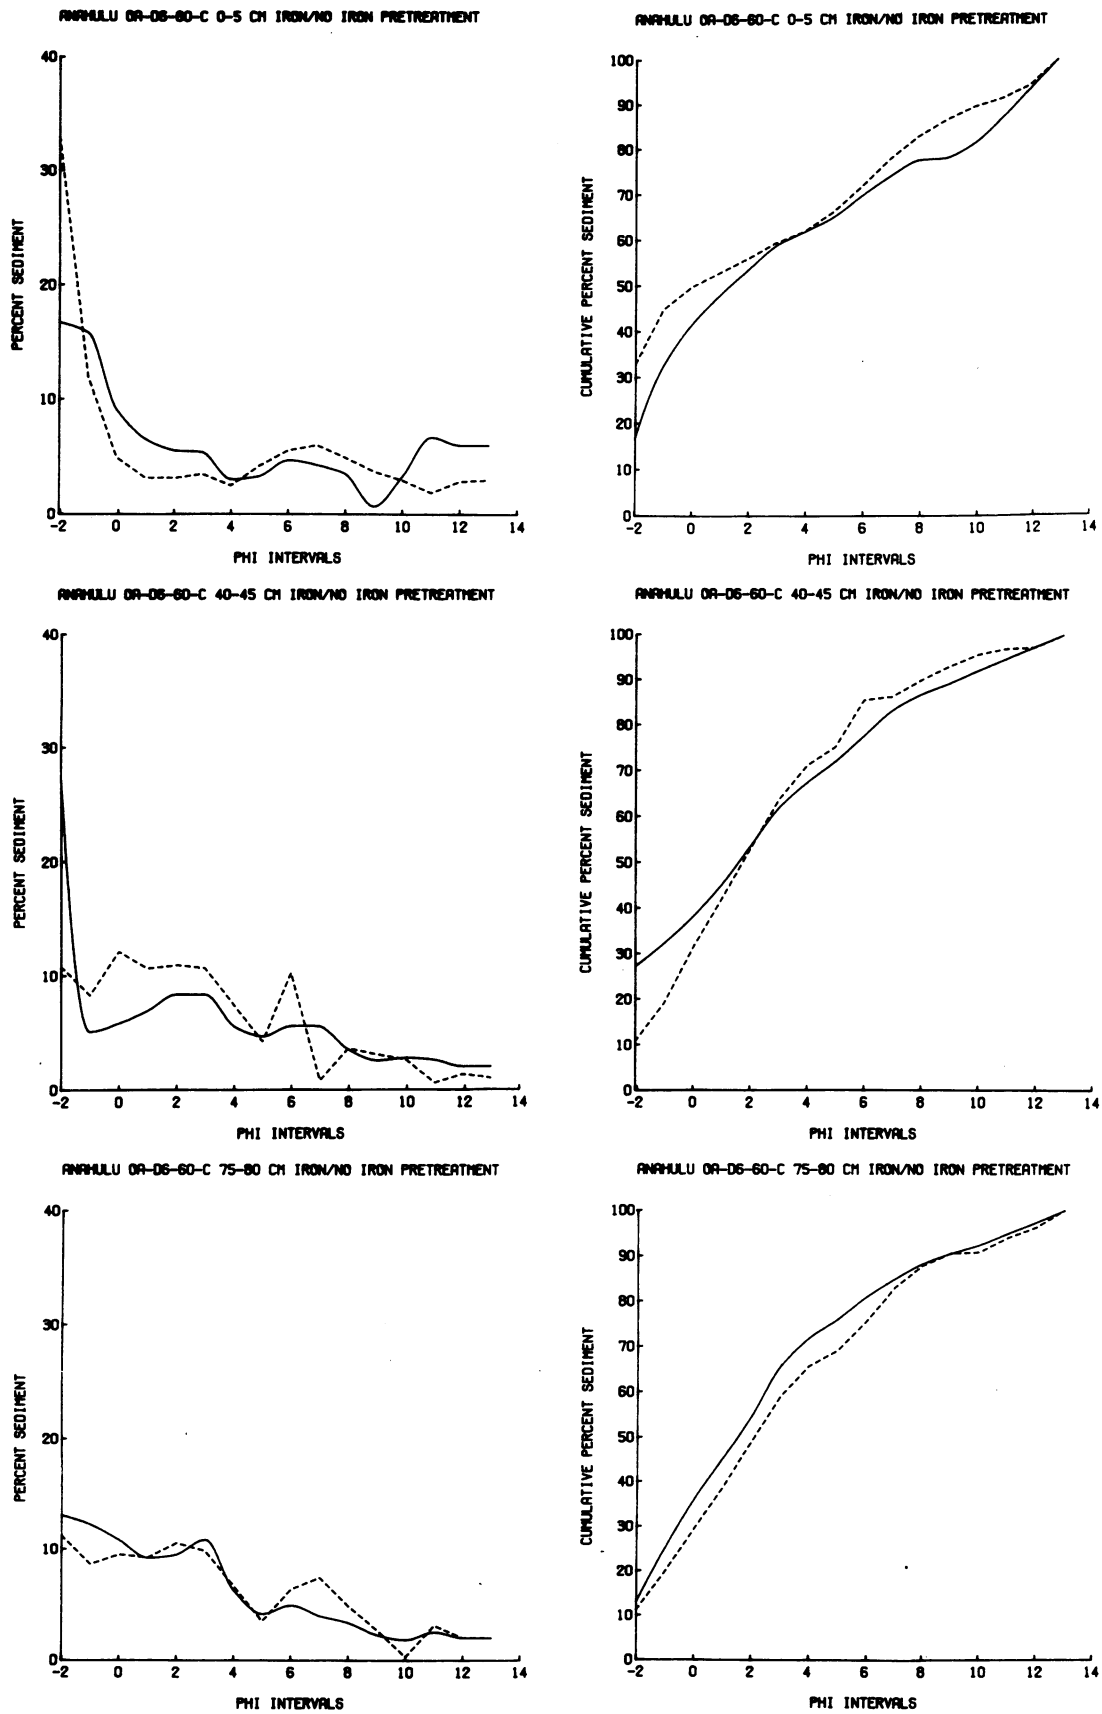 ANAHULU OA-D6-60-C 0-5 CM IRON/NO IRON PRETREATMENT
40
30
20
10
0
PERCENT SEDIMENT
-2 0 2 4 6 8 10 12 14
PHI INTERVALS
ANAHULU OA-D6-60-C 0-5 CM IRON/NO IRON PRETREATMENT
100
90
80
70
60
50
40
30
20
10
0
CUMULATIVE PERCENT SEDIMENT
-2 0 2 4 6 8 10 12 14
PHI INTERVALS
ANAHULU OA-D6-60-C 40-45 CM IRON/NO IRON PRETREATMENT
40
30
20
10
0
PERCENT SEDIMENT
-2 0 2 4 6 8 10 12 14
PHI INTERVALS
ANAHULU OA-D6-60-C 40-45 CM IRON/NO IRON PRETREATMENT
100
90
80
70
60
50
40
30
20
10
0
CUMULATIVE PERCENT SEDIMENT
-2 0 2 4 6 8 10 12 14
PHI INTERVALS
ANAHULU OA-D6-60-C 75-80 CM IRON/NO IRON PRETREATMENT
40
30
20
10
0
PERCENT SEDIMENT
-2 0 2 4 6 8 10 12 14
PHI INTERVALS
ANAHULU OA-D6-60-C 75-80 CM IRON/NO IRON PRETREATMENT
100
90
80
70
60
50
40
30
20
10
0
CUMULATIVE PERCENT SEDIMENT
-2 0 2 4 6 8 10 12 14
PHI INTERVALS